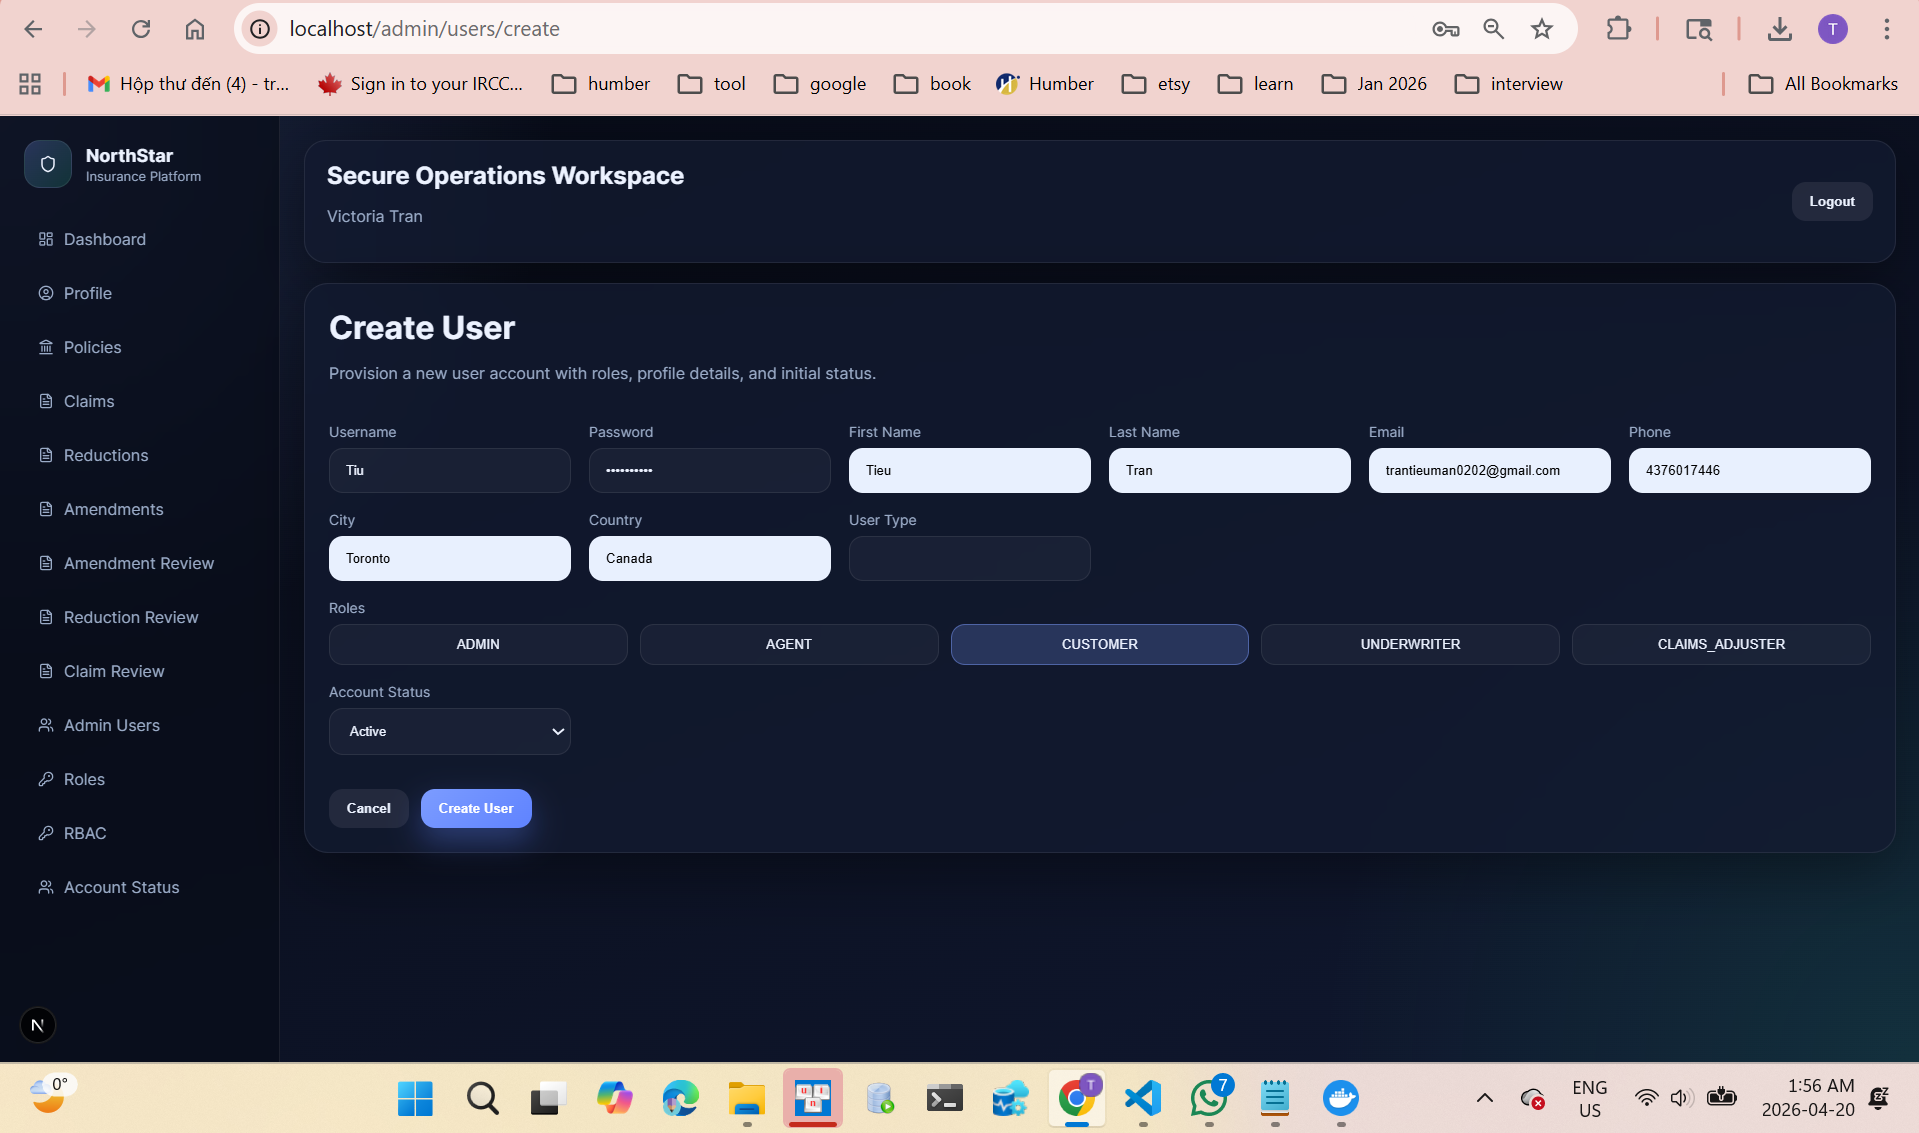 localhost/admin/users/create
T
Hộp thư đến (4) - tr...
Sign in to your IRCC...
humber
tool
google
book
Humber
etsy
learn
Jan 2026
interview
All Bookmarks
NorthStar
Insurance Platform
Dashboard
Profile
Policies
Claims
Reductions
Amendments
Amendment Review
Reduction Review
Claim Review
Admin Users
Roles
RBAC
Account Status
N
Secure Operations Workspace
Victoria Tran
Logout
Create User
Provision a new user account with roles, profile details, and initial status.
Username
Password
First Name
Last Name
Email
Phone
Tiu
••••••••••
Tieu
Tran
trantieuman0202@gmail.com
4376017446
City
Country
User Type
Toronto
Canada
Roles
ADMIN
AGENT
CUSTOMER
UNDERWRITER
CLAIMS_ADJUSTER
Account Status
Active
Cancel
Create User
0°
T
7
ENG
US
1:56 AM
2026-04-20